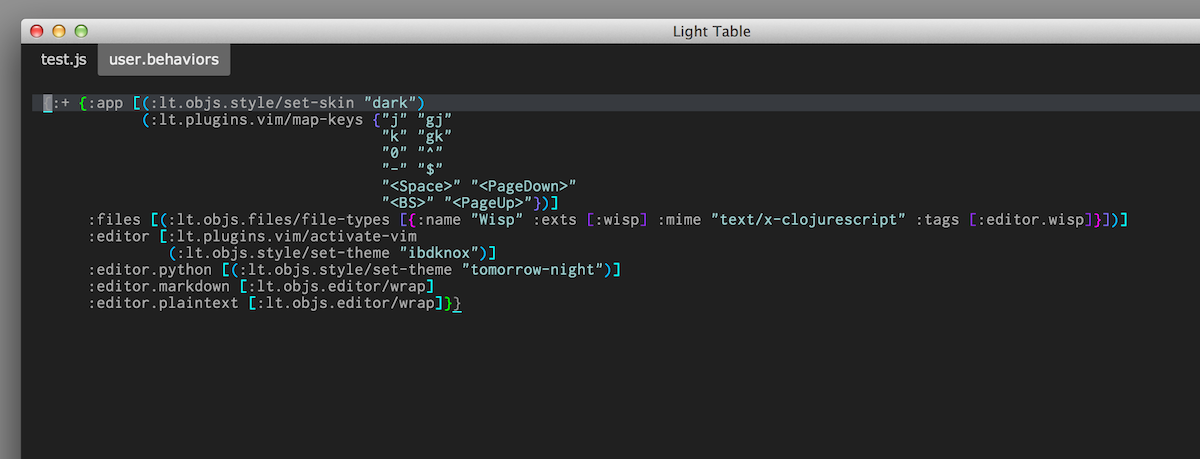 Light Table
test.js user.behaviors
{:+ {:app [(:lt.objs.style/set-skin "dark")
(:lt.plugins.vim/map-keys {"j" "gj"
"k" "gk"
"0" "^"
"-" "$"
"<Space>" "<PageDown>"
"<BS>" "<PageUp>"})]
:files [(:lt.objs.files/file-types [{:name "Wisp" :exts [:wisp] :mime "text/x-clojurescript" :tags [:editor.wisp]}])]
:editor [:lt.plugins.vim/activate-vim
(:lt.objs.style/set-theme "ibdknox")]
:editor.python [(:lt.objs.style/set-theme "tomorrow-night")]
:editor.markdown [:lt.objs.editor/wrap]
:editor.plaintext [:lt.objs.editor/wrap]}}